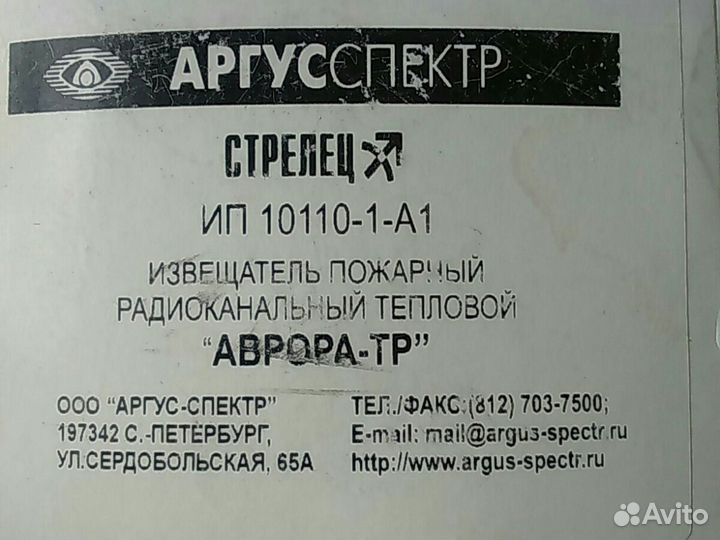 АРГУССПЕКТР
СТРЕЛЕЦ
ИП 10110-1-А1
ИЗВЕЩАТЕЛЬ ПОЖАРНЫЙ
РАДИОКАНАЛЬНЫЙ ТЕПЛОВОЙ
"АВРОРА-ТР"
ООО "АРГУС-СПЕКТР"
197342 С.-ПЕТЕРБУРГ,
УЛ.СЕРДОБОЛЬСКАЯ, 65А
ТЕЛ./ФАКС:(812) 703-7500;
E-mail: mail@argus-spectr.ru
http://www.argus-spectr.ru
Avito